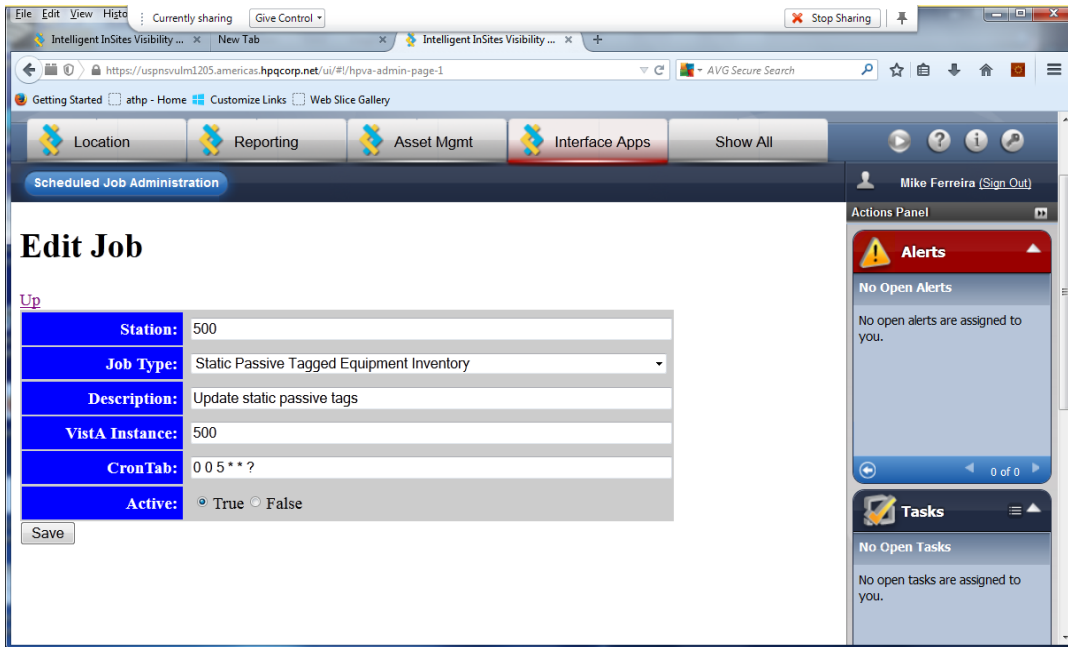 File Edit View Histo
Currently sharing Give Control
Stop Sharing
Intelligent InSites Visibility ... × New Tab × Intelligent InSites Visibility ... × +
https://uspnsvulm1205.americas.hpqcorp.net/ui/#!/hpva-admin-page-1
AVG Secure Search
Getting Started athp - Home Customize Links Web Slice Gallery
Location Reporting Asset Mgmt Interface Apps Show All
Scheduled Job Administration
Mike Ferreira (Sign Out)
Actions Panel
Edit Job
Up
Station: 500
Job Type: Static Passive Tagged Equipment Inventory
Description: Update static passive tags
VistA Instance: 500
CronTab: 0 0 5 * * ?
Active: True False
Save
Alerts
No Open Alerts
No open alerts are assigned to
you.
0 of 0
Tasks
No Open Tasks
No open tasks are assigned to
you.